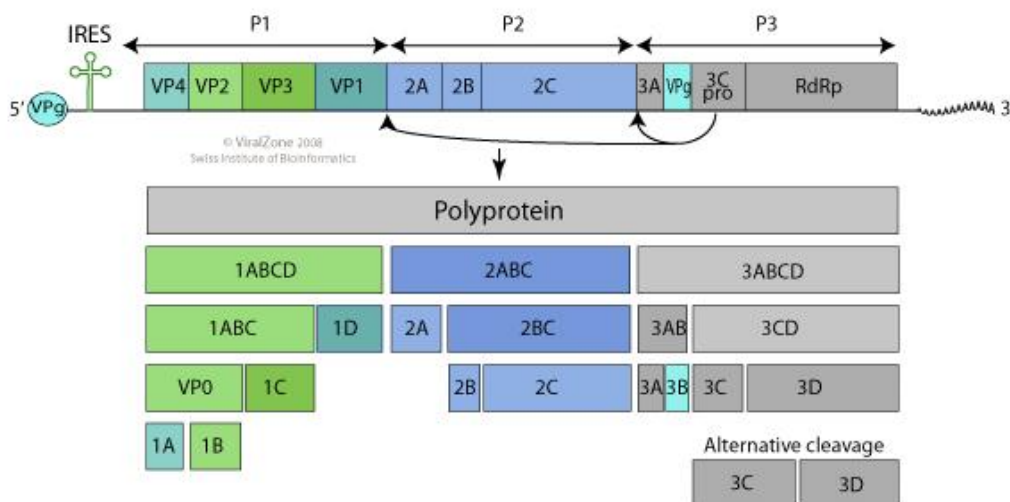 P1 P2 P3
IRES
VP4 VP2 VP3 VP1 2A 2B 2C 3A VPg 3C pro RdRp
5' VPg 3
© ViralZone 2008
Swiss Institute of Bioinformatics
Polyprotein
1ABCD 2ABC 3ABCD
1ABC 1D 2A 2BC 3AB 3CD
VP0 1C 2B 2C 3A 3B 3C 3D
1A 1B
Alternative cleavage
3C 3D